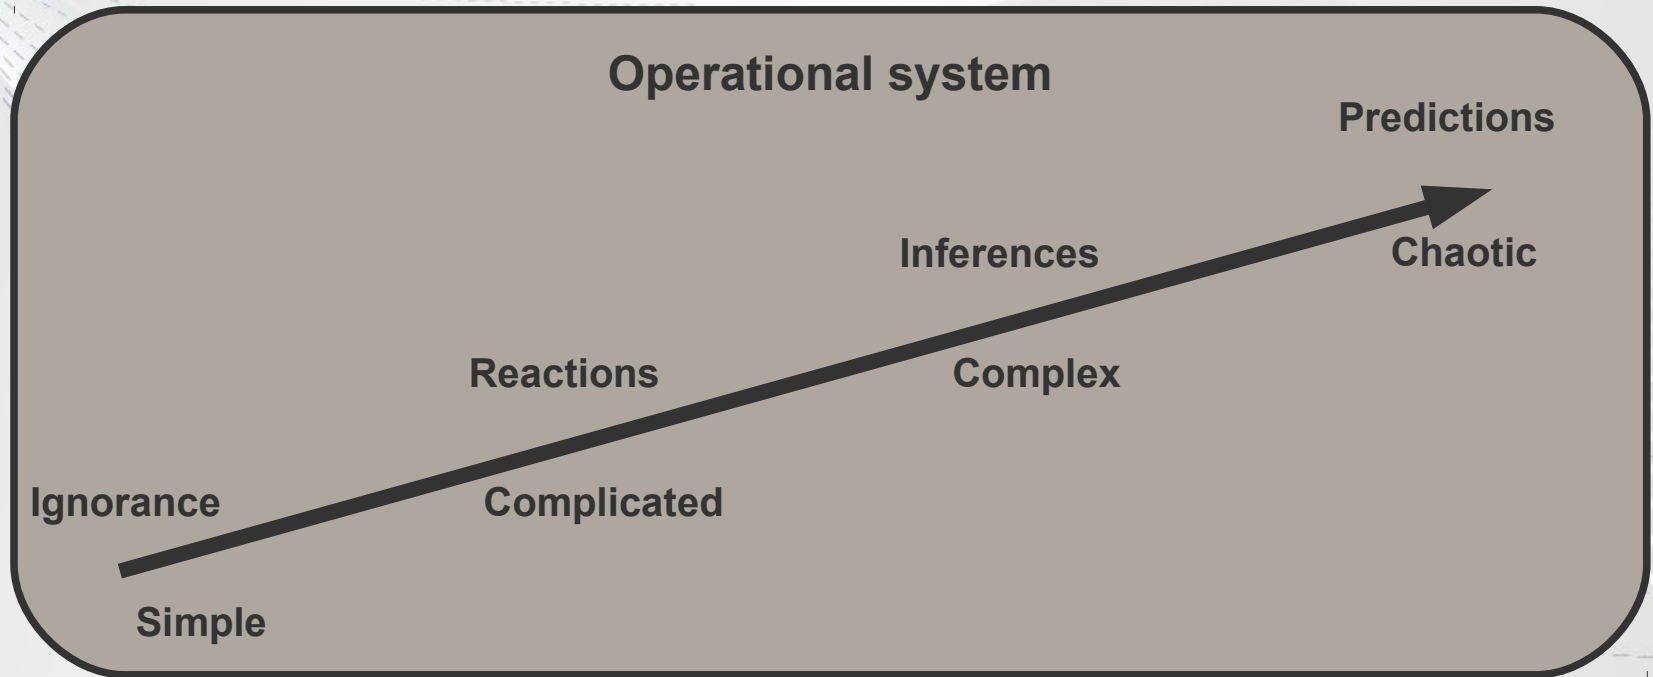 Operational system
Predictions
Inferences
Chaotic
Reactions
Complex
Ignorance
Complicated
Simple